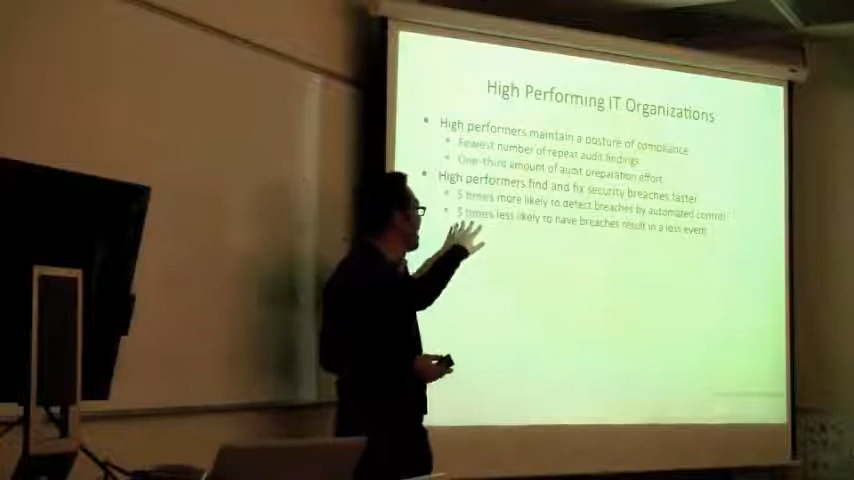 High Performing IT Organizations
• High performers maintain a posture of compliance
• Fewest number of repeat audit findings
• One-third amount of audit preparation effort
• High performers find and fix security breaches faster
• 5 times more likely to detect breaches by automated control
• 5 times less likely to have breaches result in a loss event